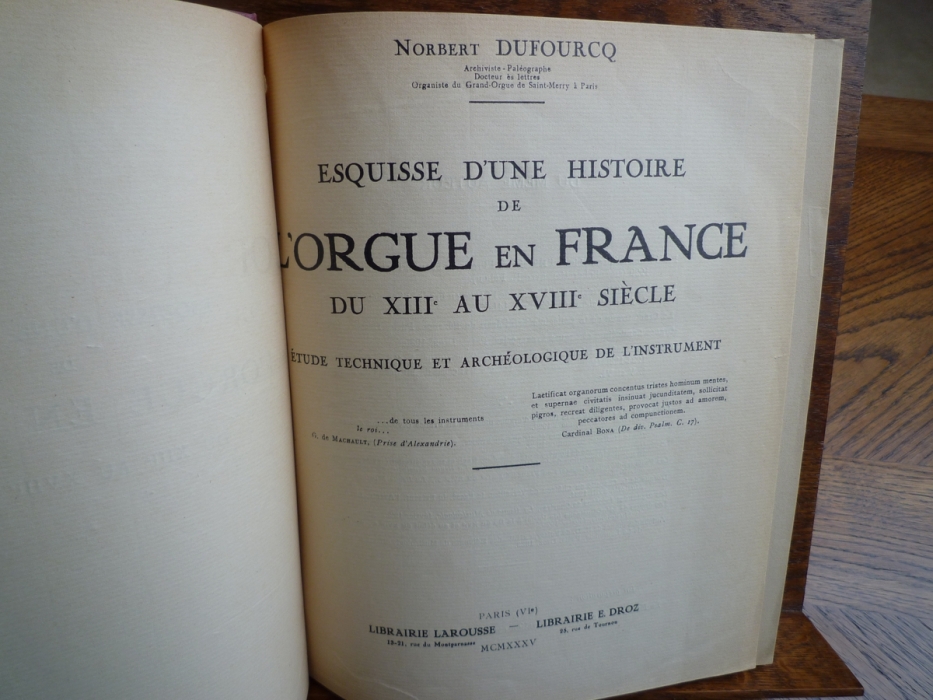 NORBERT DUFOURCQ
Archiviste-Paléographe
Docteur ès lettres
Organiste du Grand-Orgue de Saint-Merry à Paris
ESQUISSE D'UNE HISTOIRE
DE
L'ORGUE EN FRANCE
DU XIIIe AU XVIIIe SIÈCLE
ÉTUDE TECHNIQUE ET ARCHÉOLOGIQUE DE L'INSTRUMENT
...de tous les instruments
le roi...
G. de MACHAULT, (Prise d'Alexandrie).
Laetificat organorum concentus tristes hominum mentes,
et supernae civitatis insinuat jucunditatem, sollicitat
pigros, recreat diligentes, provocat justos ad amorem,
peccatores ad compunctionem.
Cardinal BONA (De div. Psalm. C. 17).
PARIS (VIe)
LIBRAIRIE LAROUSSE — LIBRAIRIE E. DROZ
13-21, rue du Montparnasse
25, rue de Tournon
MCMXXXV